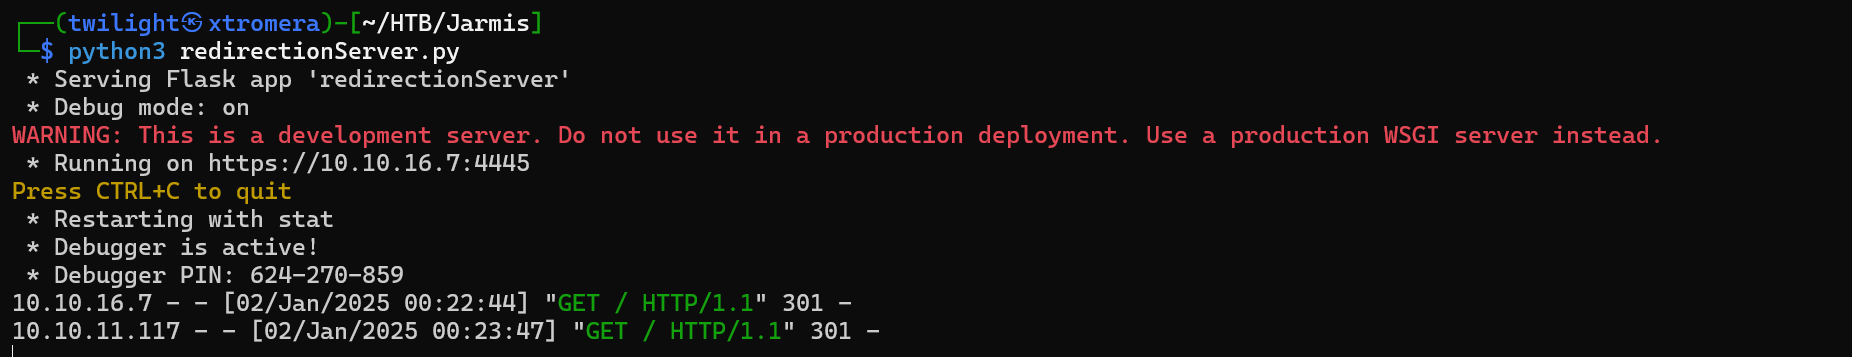 ┌──(twilight㉿xtromera)-[~/HTB/Jarmis]
└─$ python3 redirectionServer.py
 * Serving Flask app 'redirectionServer'
 * Debug mode: on
WARNING: This is a development server. Do not use it in a production deployment. Use a production WSGI server instead.
 * Running on https://10.10.16.7:4445
Press CTRL+C to quit
 * Restarting with stat
 * Debugger is active!
 * Debugger PIN: 624-270-859
10.10.16.7 - - [02/Jan/2025 00:22:44] "GET / HTTP/1.1" 301 -
10.10.11.117 - - [02/Jan/2025 00:23:47] "GET / HTTP/1.1" 301 -